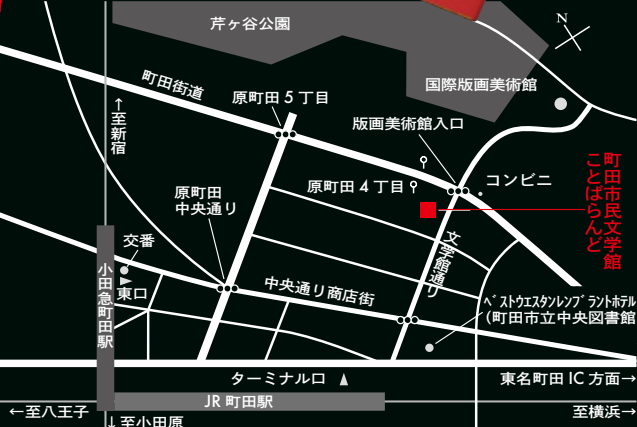 芹ヶ谷公園
N
町田街道
国際版画美術館
原町田5丁目
↑至新宿
版画美術館入口
町田市民文学館
ことばらんど
コンビニ
原町田4丁目
原町田
中央通り
文学館通り
交番
東口
小田急町田駅
中央通り商店街
ベストウエスタンレンブラントホテル
(町田市立中央図書館
ターミナル口
東名町田IC方面→
JR町田駅
←至八王子
至横浜→
↓至小田原